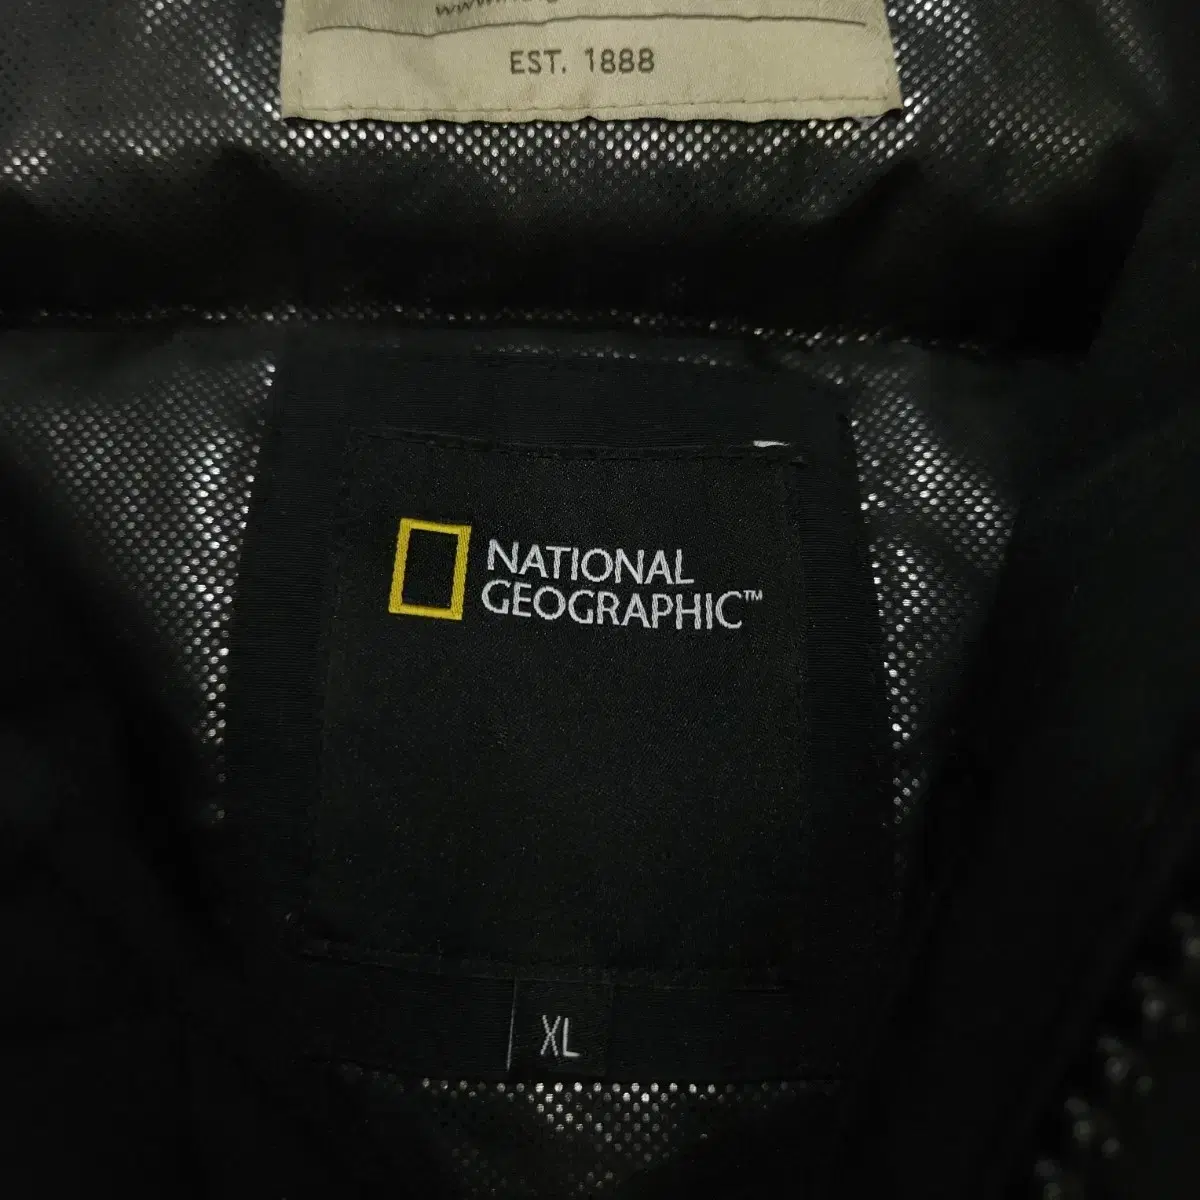 EST. 1888
NATIONAL
GEOGRAPHIC™
XL